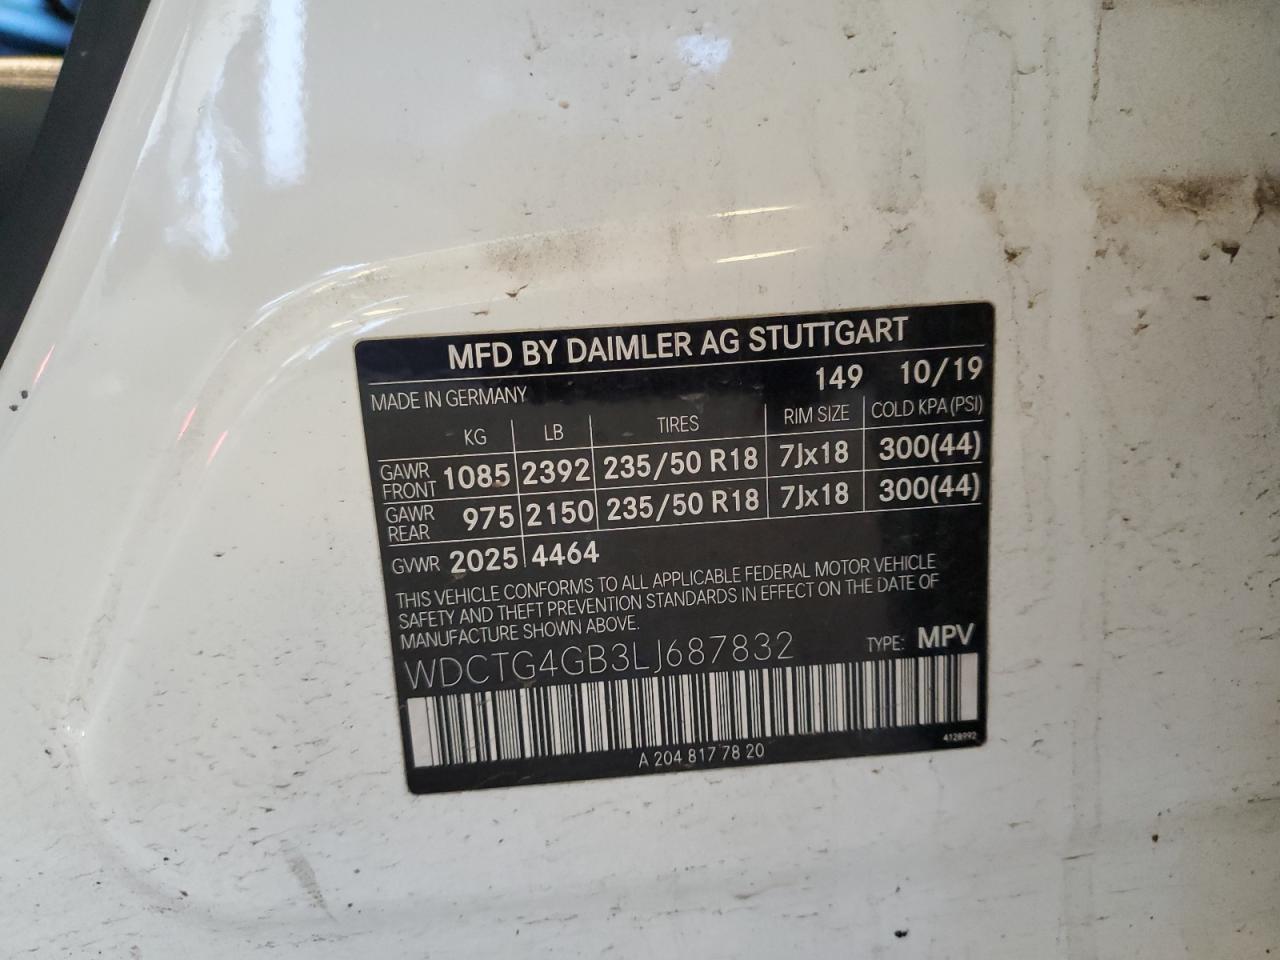 MFD BY DAIMLER AG STUTTGART
MADE IN GERMANY 149 10/19
KG LB TIRES RIM SIZE COLD KPA (PSI)
GAWR FRONT 1085 2392 235/50 R18 7Jx18 300(44)
GAWR REAR 975 2150 235/50 R18 7Jx18 300(44)
GVWR 2025 4464
THIS VEHICLE CONFORMS TO ALL APPLICABLE FEDERAL MOTOR VEHICLE
SAFETY AND THEFT PREVENTION STANDARDS IN EFFECT ON THE DATE OF
MANUFACTURE SHOWN ABOVE.
WDCTG4GB3LJ687832 TYPE: MPV
A 204 817 78 20 4128992